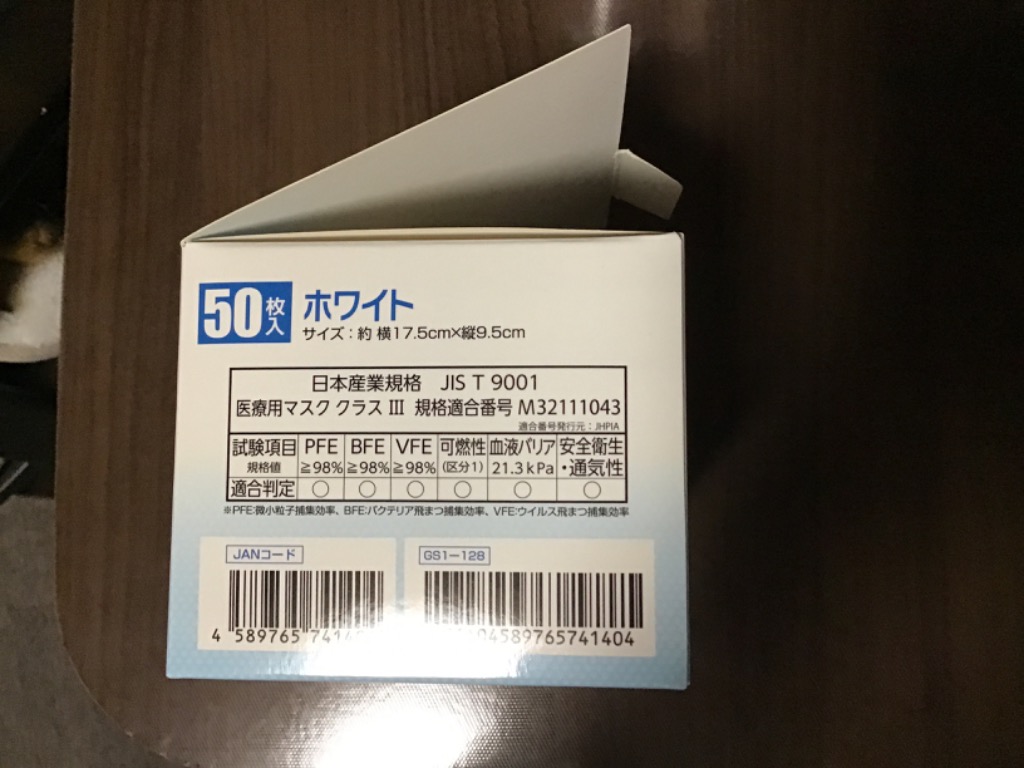 50枚入 ホワイト
サイズ：約 横17.5cm×縦9.5cm
日本産業規格 JIS T 9001
医療用マスク クラス III 規格適合番号 M32111043
適合番号発行元：JHPIA
試験項目 PFE BFE VFE 可燃性 血液バリア 安全衛生
規格値 ≧98% ≧98% ≧98% (区分1) 21.3kPa ・通気性
適合判定 ○ ○ ○ ○ ○ ○
※PFE:微小粒子捕集効率、BFE:バクテリア飛まつ捕集効率、VFE:ウイルス飛まつ捕集効率
JANコード GS1-128
4 589765 7414 04589765741404